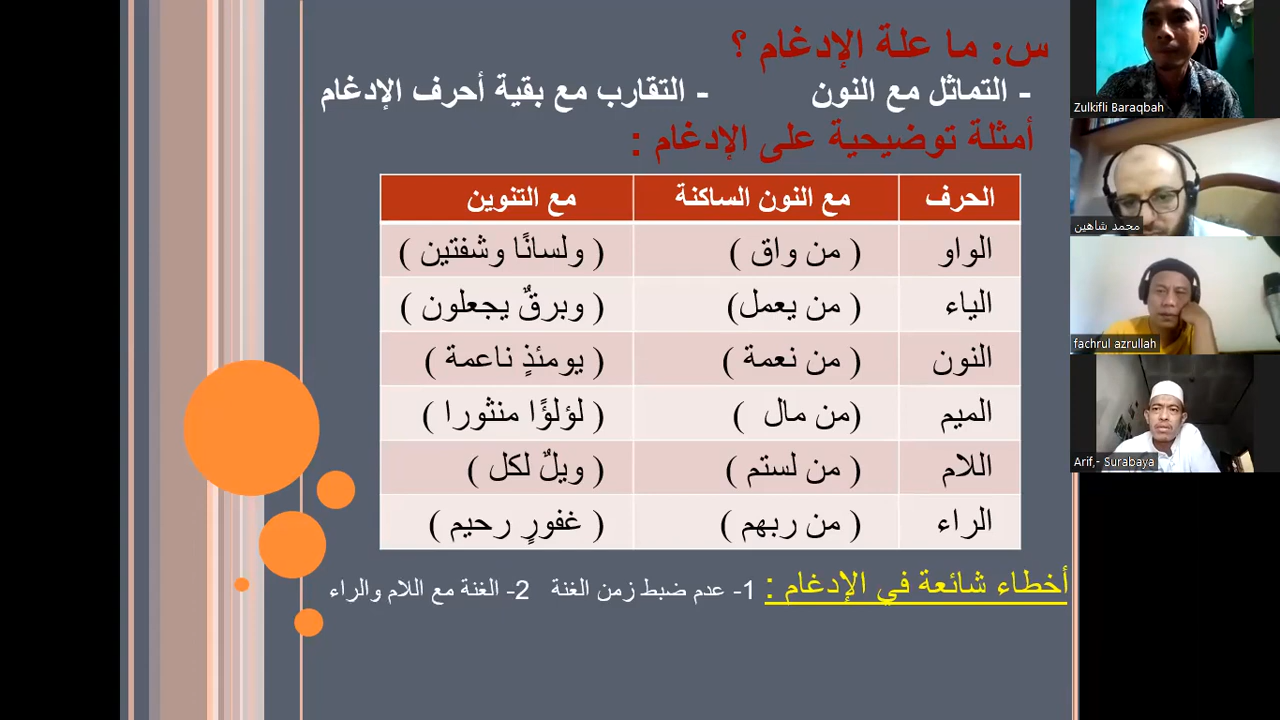 س: ما علة الإدغام ؟
- التماثل مع النون - التقارب مع بقية أحرف الإدغام
أمثلة توضيحية على الإدغام :
الحرف مع النون الساكنة مع التنوين
الواو ( من واق ) ( ولسانًا وشفتين )
الياء ( من يعمل) ( وبرقٌ يجعلون )
النون ( من نعمة ) ( يومئذٍ ناعمة )
الميم (من مال ) ( لؤلؤًا منثورا )
اللام ( من لستم ) ( ويلٌ لكل )
الراء ( من ربهم ) ( غفورٍ رحيم )
أخطاء شائعة في الإدغام : 1- عدم ضبط زمن الغنة 2- الغنة مع اللام والراء
Zulkifli Baraqbah
محمد شاهين
fachrul azrullah
Arif,- Surabaya